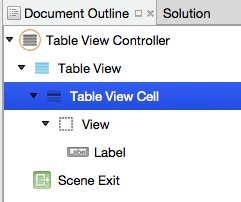 Document Outline
Solution
Table View Controller
Table View
Table View Cell
View
Label
Label
Scene Exit